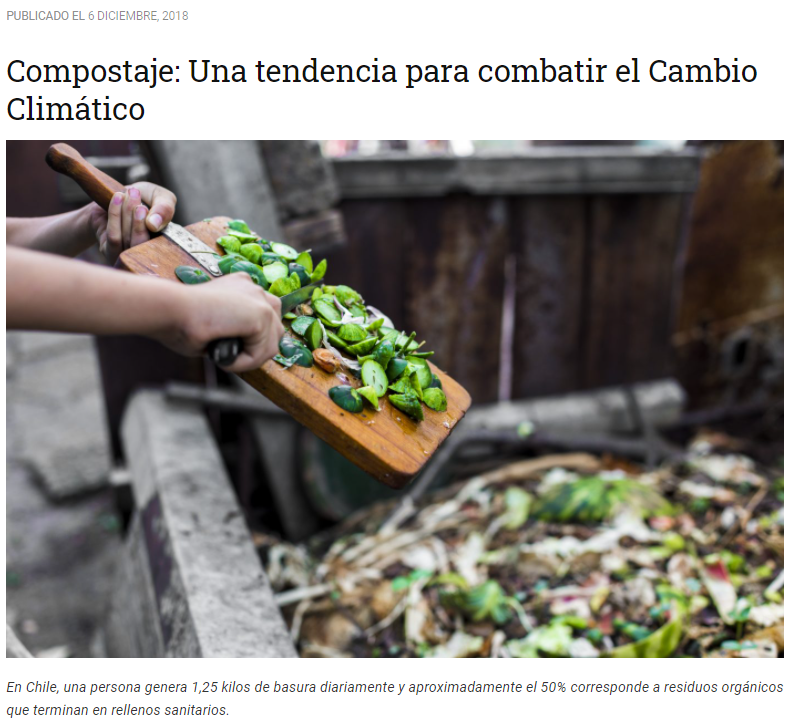 PUBLICADO EL 6 DICIEMBRE, 2018
Compostaje: Una tendencia para combatir el Cambio
Climático
En Chile, una persona genera 1,25 kilos de basura diariamente y aproximadamente el 50% corresponde a residuos orgánicos
que terminan en rellenos sanitarios.